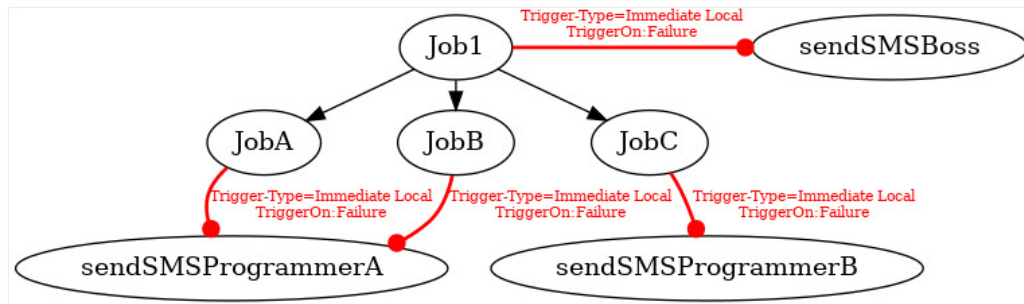 Trigger-Type=Immediate Local
TriggerOn:Failure
Job1
sendSMSBoss
JobA
JobB
JobC
Trigger-Type=Immediate Local
TriggerOn:Failure
Trigger-Type=Immediate Local
TriggerOn:Failure
Trigger-Type=Immediate Local
TriggerOn:Failure
sendSMSProgrammerA
sendSMSProgrammerB